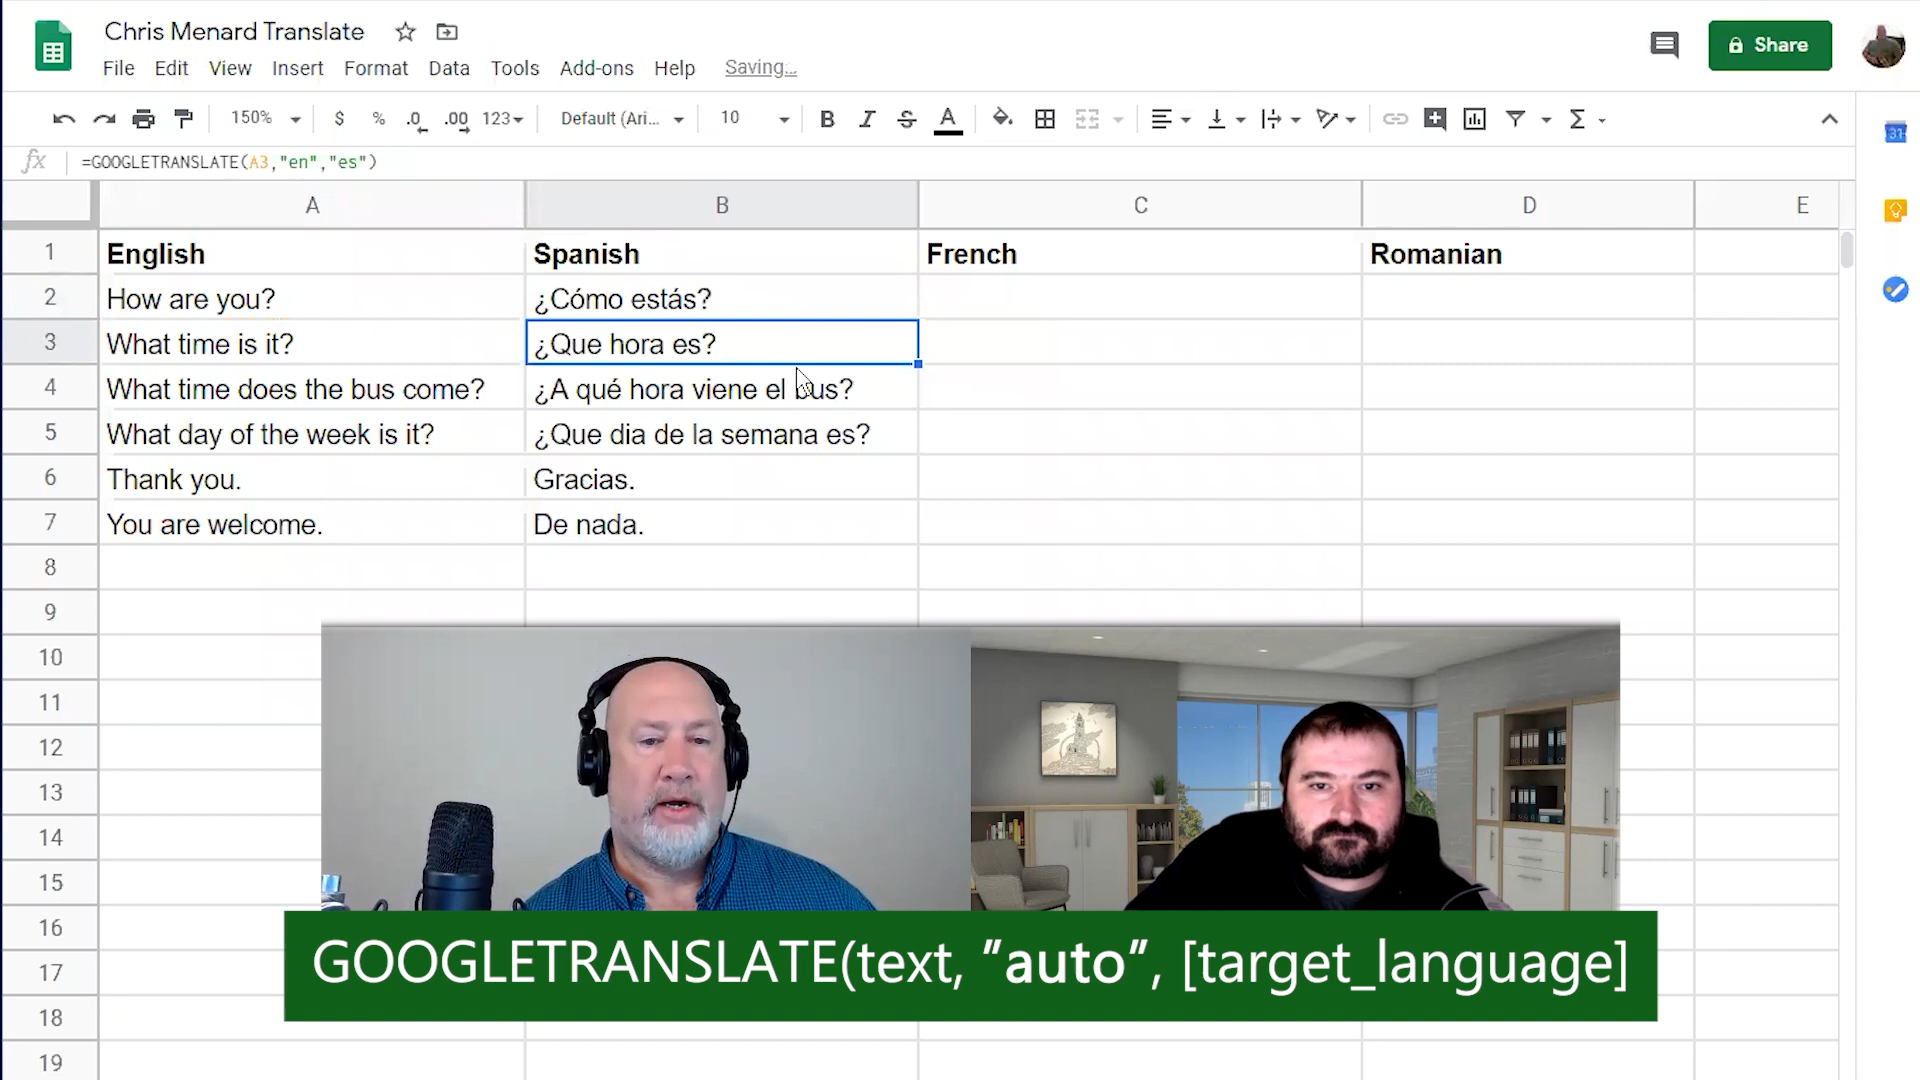 Chris Menard Translate
File Edit View Insert Format Data Tools Add-ons Help Saving...
Share
150% $ % .0 .00 123 Default (Ari... 10 B I S A Σ
31
fx =GOOGLETRANSLATE(A3,"en","es")
A B C D E
1 English Spanish French Romanian
2 How are you? ¿Cómo estás?
3 What time is it? ¿Que hora es?
4 What time does the bus come? ¿A qué hora viene el bus?
5 What day of the week is it? ¿Que dia de la semana es?
6 Thank you. Gracias.
7 You are welcome. De nada.
8
9
10
11
12
13
14
15
16
17
18
19
GOOGLETRANSLATE(text, "auto", [target_language]